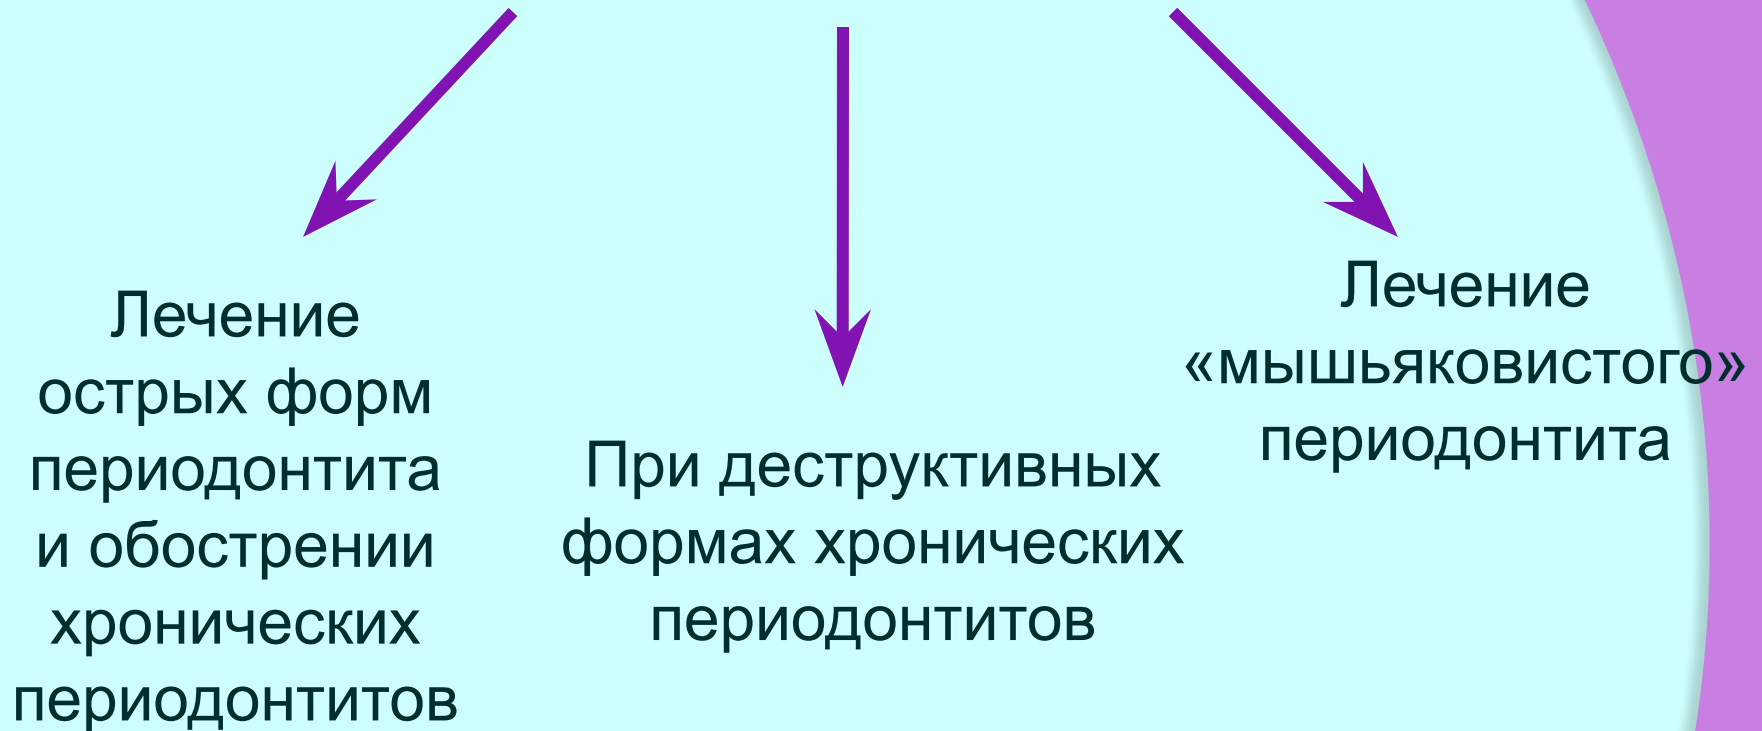 Лечение
острых форм
периодонтита
и обострении
хронических
периодонтитов
При деструктивных
формах хронических
периодонтитов
Лечение
«мышьяковистого»
периодонтита